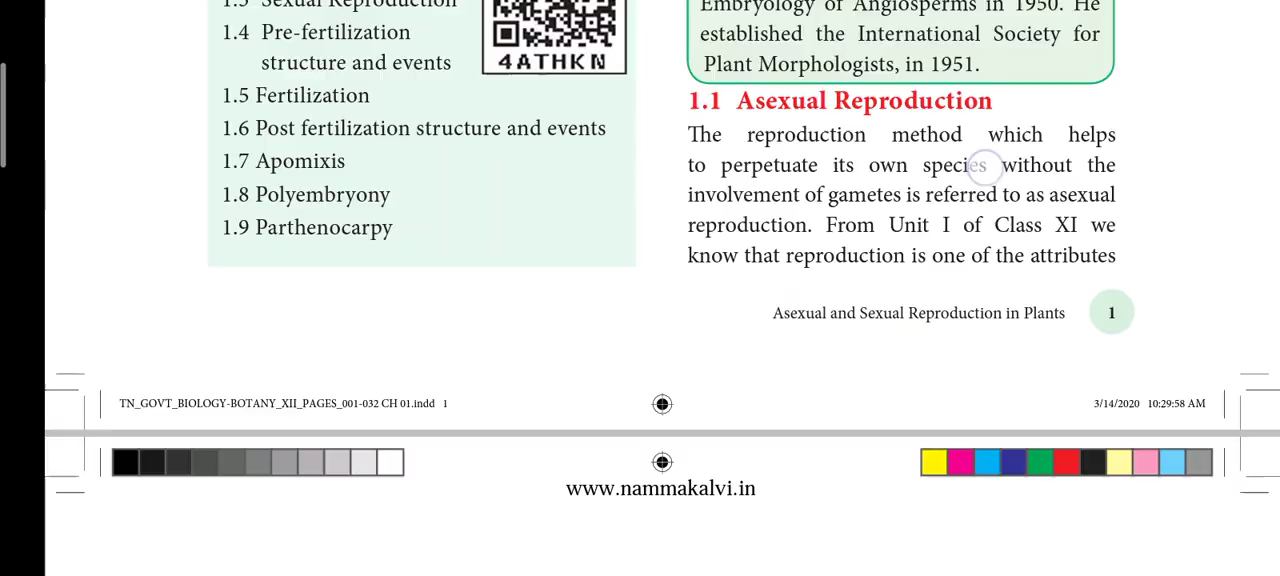 1.3 Sexual Reproduction
1.4 Pre-fertilization
structure and events
1.5 Fertilization
1.6 Post fertilization structure and events
1.7 Apomixis
1.8 Polyembryony
1.9 Parthenocarpy
4ATHKN
Embryology of Angiosperms in 1950. He
established the International Society for
Plant Morphologists, in 1951.
1.1 Asexual Reproduction
The reproduction method which helps
to perpetuate its own species without the
involvement of gametes is referred to as asexual
reproduction. From Unit I of Class XI we
know that reproduction is one of the attributes
Asexual and Sexual Reproduction in Plants 1
TN_GOVT_BIOLOGY-BOTANY_XII_PAGES_001-032 CH 01.indd 1
3/14/2020 10:29:58 AM
www.nammakalvi.in